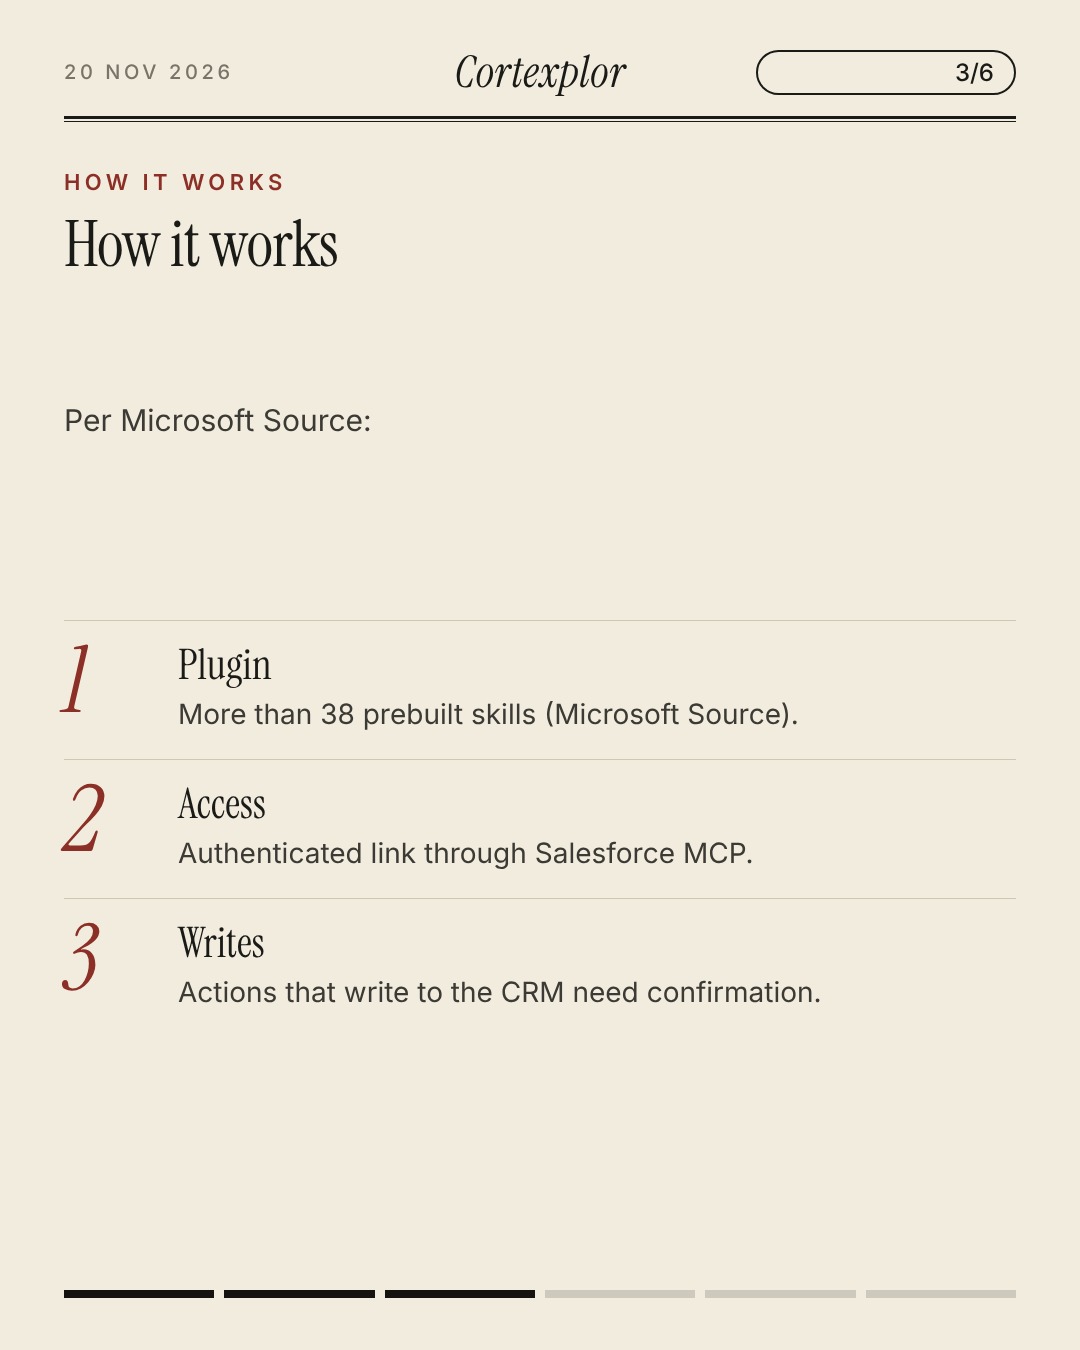 20 NOV 2026
Cortexplor
3/6
HOW IT WORKS
How it works
Per Microsoft Source:
1
Plugin
More than 38 prebuilt skills (Microsoft Source).
2
Access
Authenticated link through Salesforce MCP.
3
Writes
Actions that write to the CRM need confirmation.